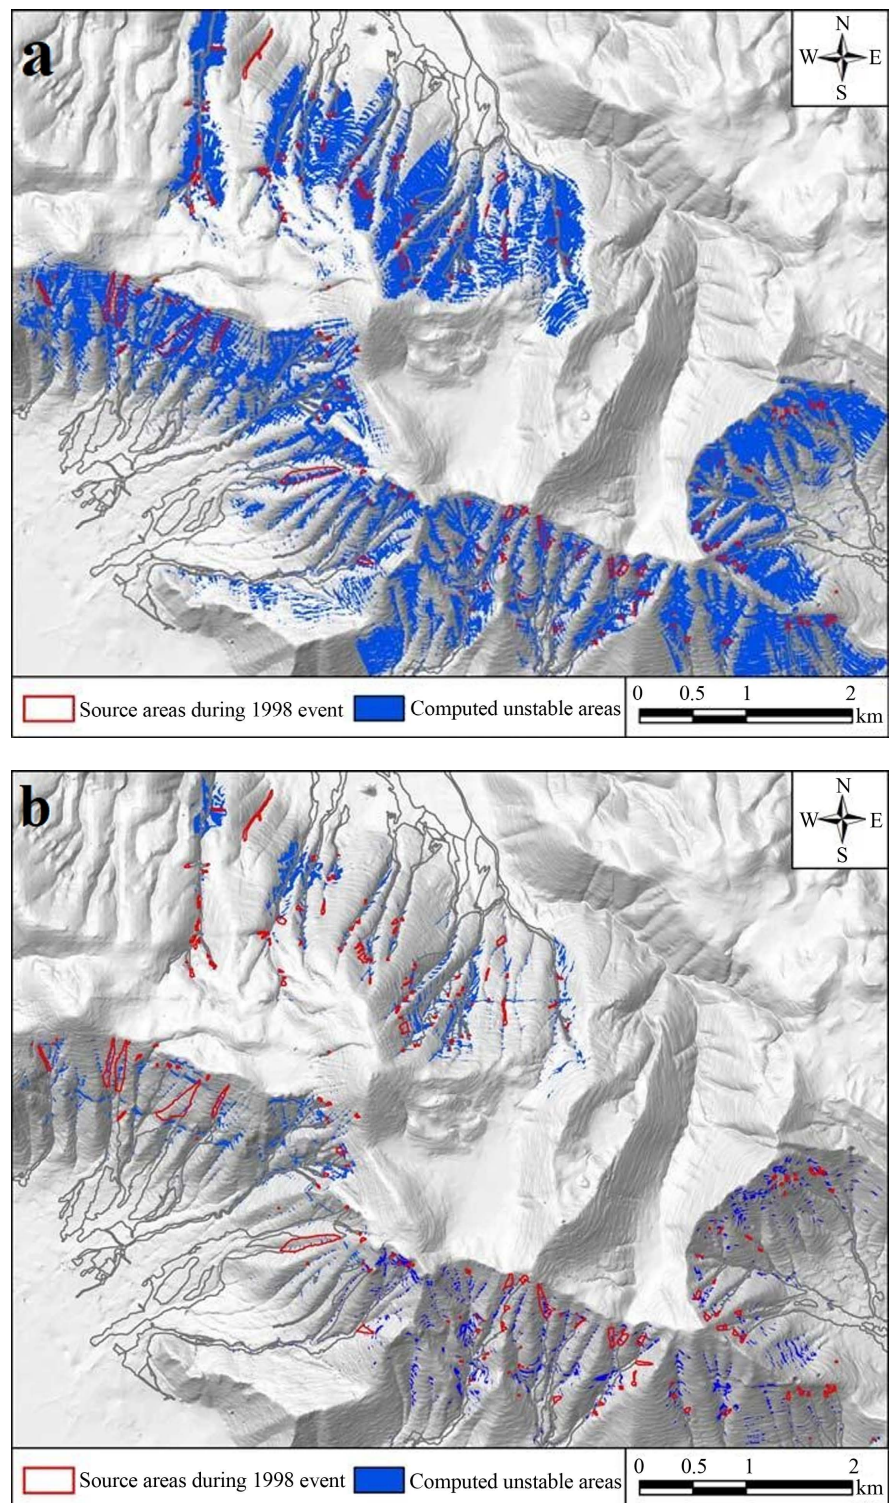 a
N
W E
S
Source areas during 1998 event Computed unstable areas
0 0.5 1 2
km
b
N
W E
S
Source areas during 1998 event Computed unstable areas
0 0.5 1 2
km